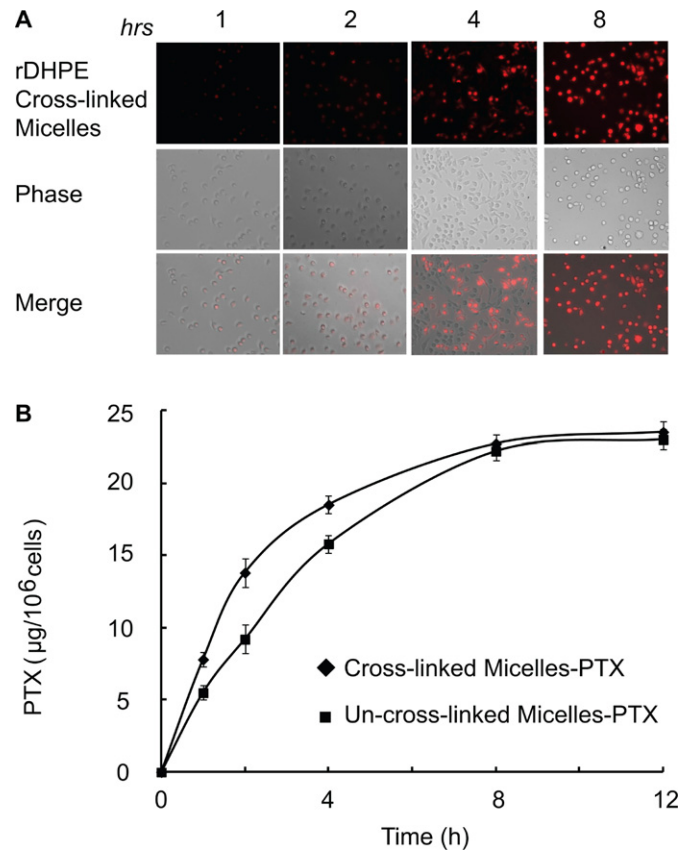 A
hrs 1 2 4 8
rDHPE
Cross-linked
Micelles
Phase
Merge
B
25
20
15
10
5
0
PTX (µg/10⁶cells)
Cross-linked Micelles-PTX
Un-cross-linked Micelles-PTX
0 4 8 12
Time (h)